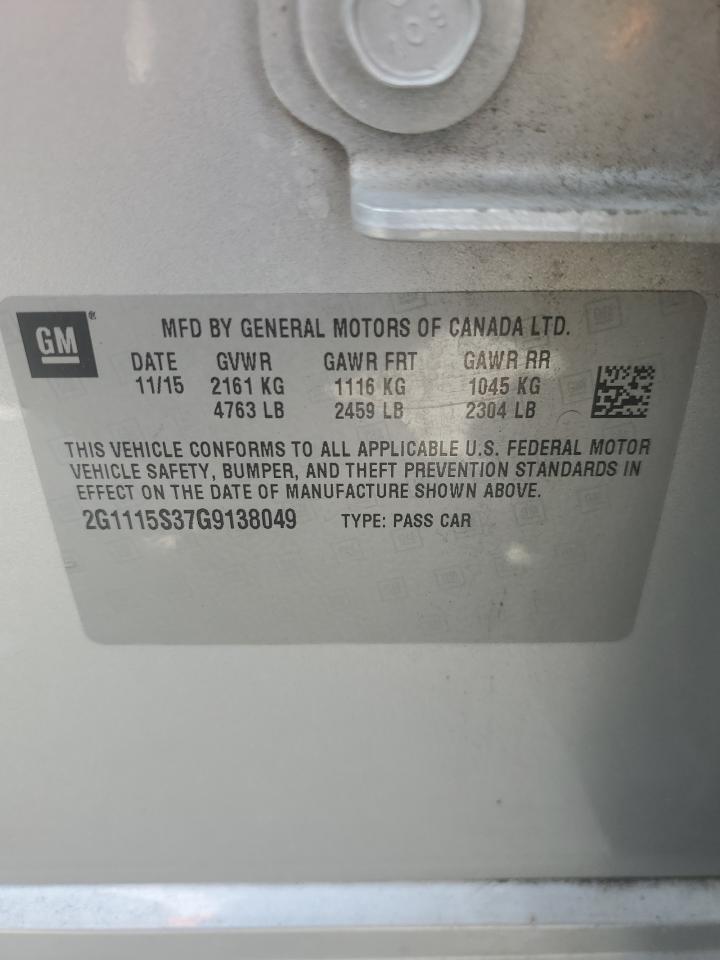 109
GM®
MFD BY GENERAL MOTORS OF CANADA LTD.
DATE GVWR GAWR FRT GAWR RR
11/15 2161 KG 1116 KG 1045 KG
4763 LB 2459 LB 2304 LB
THIS VEHICLE CONFORMS TO ALL APPLICABLE U.S. FEDERAL MOTOR
VEHICLE SAFETY, BUMPER, AND THEFT PREVENTION STANDARDS IN
EFFECT ON THE DATE OF MANUFACTURE SHOWN ABOVE.
2G1115S37G9138049 TYPE: PASS CAR